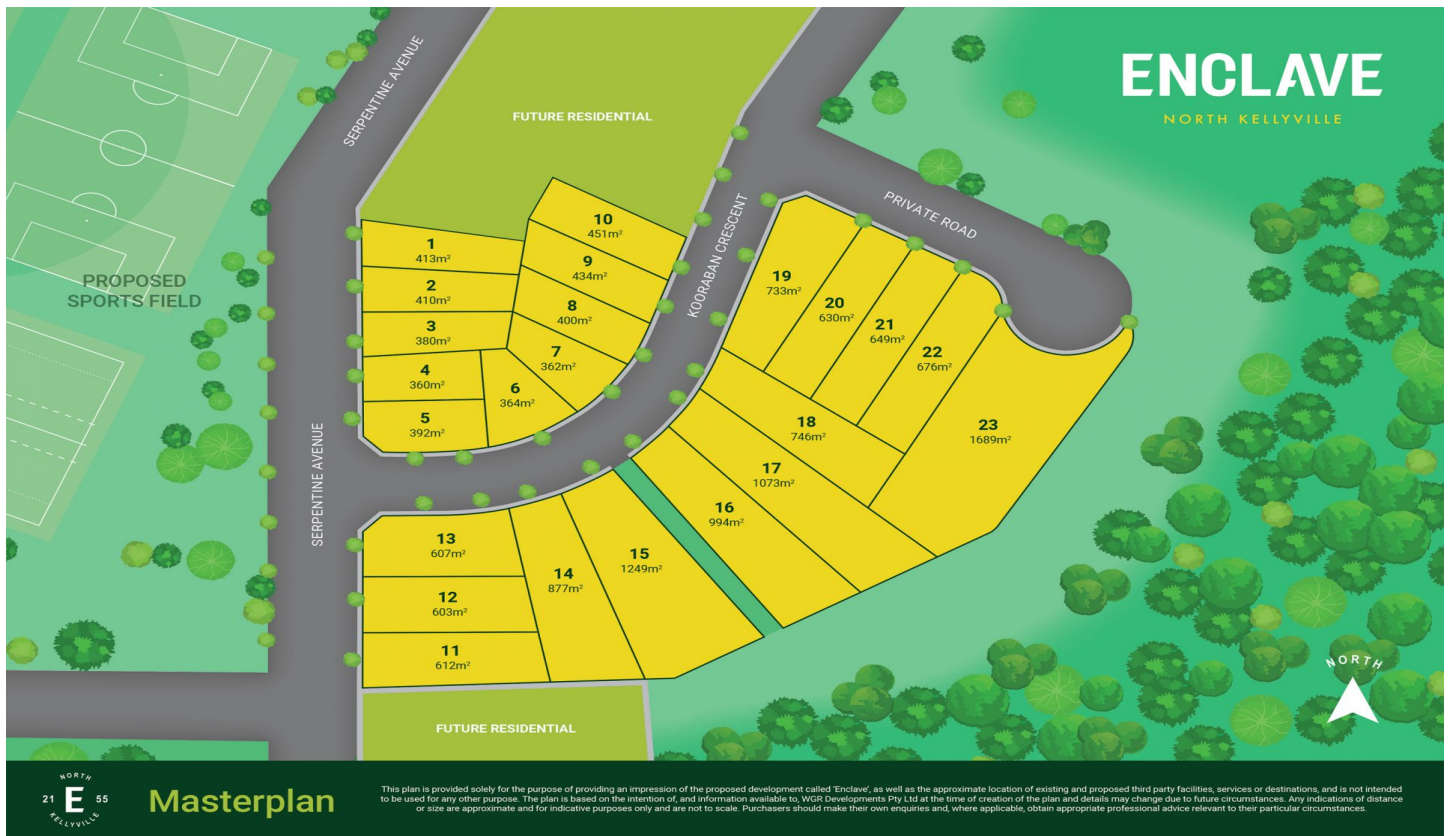 ENCLAVE
NORTH KELLYVILLE
SERPENTINE AVENUE
FUTURE RESIDENTIAL
PRIVATE ROAD
KOORABAN CRESCENT
PROPOSED
SPORTS FIELD
SERPENTINE AVENUE
1
413m²
2
410m²
3
380m²
4
360m²
5
392m²
6
364m²
7
362m²
8
400m²
9
434m²
10
451m²
11
612m²
12
603m²
13
607m²
14
877m²
15
1249m²
16
994m²
17
1073m²
18
746m²
19
733m²
20
630m²
21
649m²
22
676m²
23
1689m²
FUTURE RESIDENTIAL
NORTH
NORTH
21 E 55
KELLYVILLE
Masterplan
This plan is provided solely for the purpose of providing an impression of the proposed development called 'Enclave', as well as the approximate location of existing and proposed third party facilities, services or destinations, and is not intended
to be used for any other purpose. The plan is based on the intention of, and information available to, WGR Developments Pty Ltd at the time of creation of the plan and details may change due to future circumstances. Any indications of distance
or size are approximate and for indicative purposes only and are not to scale. Purchasers should make their own enquiries and, where applicable, obtain appropriate professional advice relevant to their particular circumstances.